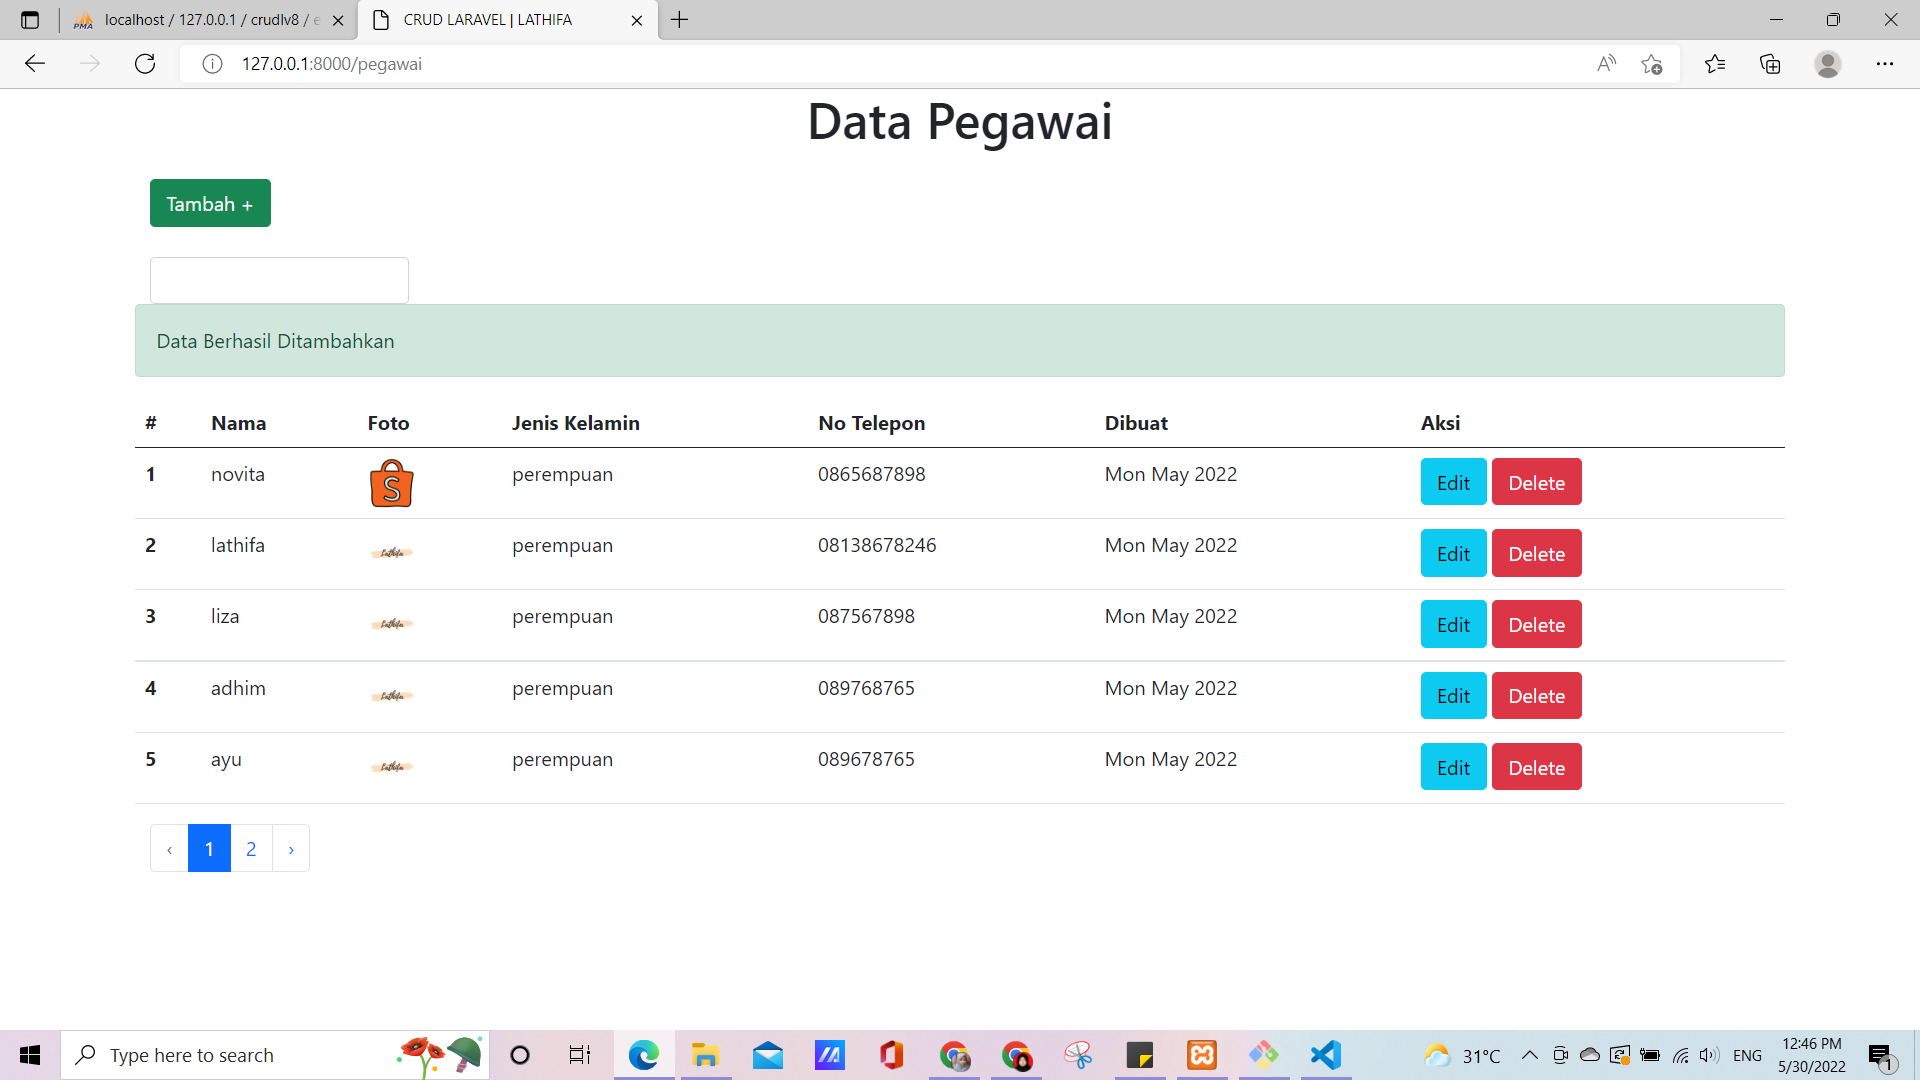 localhost / 127.0.0.1 / crudlv8 / e
CRUD LARAVEL | LATHIFA
127.0.0.1:8000/pegawai
Data Pegawai
Tambah +
Data Berhasil Ditambahkan
# Nama Foto Jenis Kelamin No Telepon Dibuat Aksi
1 novita S perempuan 0865687898 Mon May 2022 Edit Delete
2 lathifa Lathifa perempuan 08138678246 Mon May 2022 Edit Delete
3 liza Lathifa perempuan 087567898 Mon May 2022 Edit Delete
4 adhim Lathifa perempuan 089768765 Mon May 2022 Edit Delete
5 ayu Lathifa perempuan 089678765 Mon May 2022 Edit Delete
‹ 1 2 ›
Type here to search
31°C
ENG
12:46 PM
5/30/2022
1